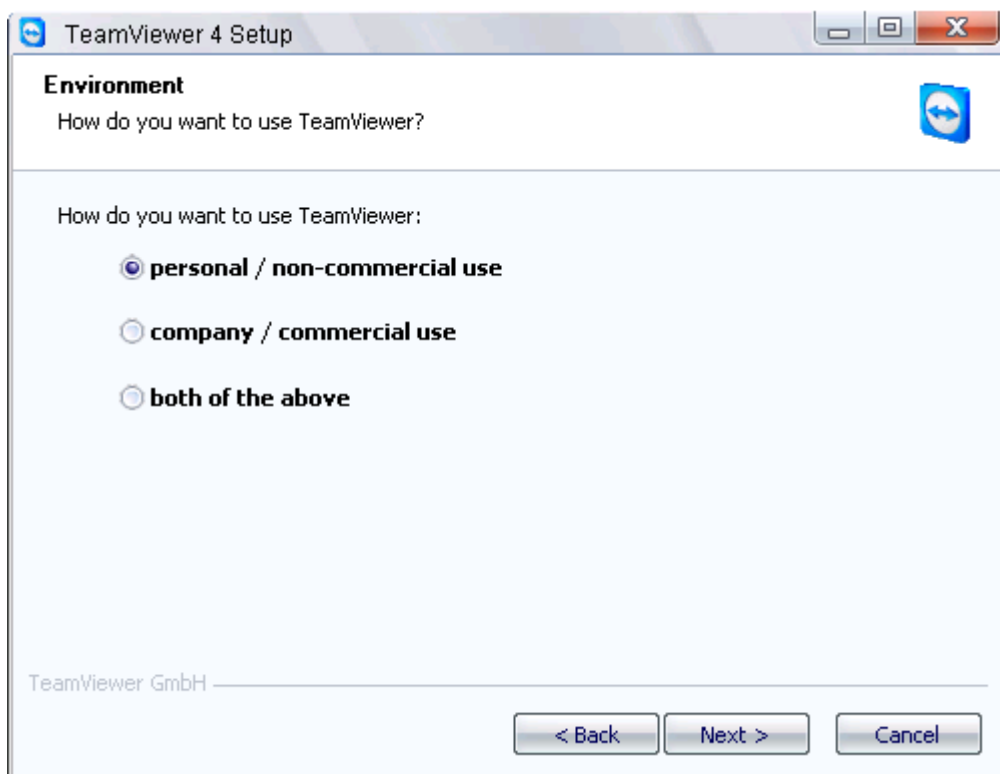 TeamViewer 4 Setup
Environment
How do you want to use TeamViewer?
How do you want to use TeamViewer:
personal / non-commercial use
company / commercial use
both of the above
TeamViewer GmbH
< Back Next > Cancel